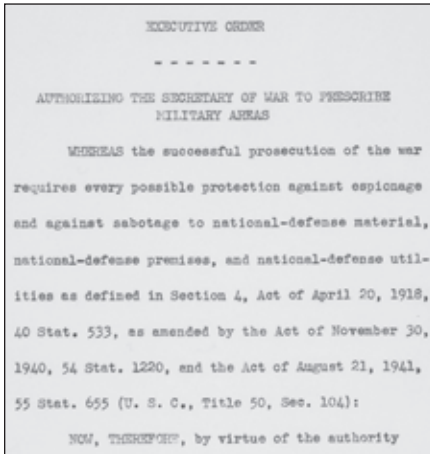 EXECUTIVE ORDER
- - - - - - -
AUTHORIZING THE SECRETARY OF WAR TO PRESCRIBE
MILITARY AREAS
WHEREAS the successful prosecution of the war
requires every possible protection against espionage
and against sabotage to national-defense material,
national-defense premises, and national-defense util-
ities as defined in Section 4, Act of April 20, 1918,
40 Stat. 533, as amended by the Act of November 30,
1940, 54 Stat. 1220, and the Act of August 21, 1941,
55 Stat. 655 (U. S. C., Title 50, Sec. 104):
NOW, THEREFORE, by virtue of the authority